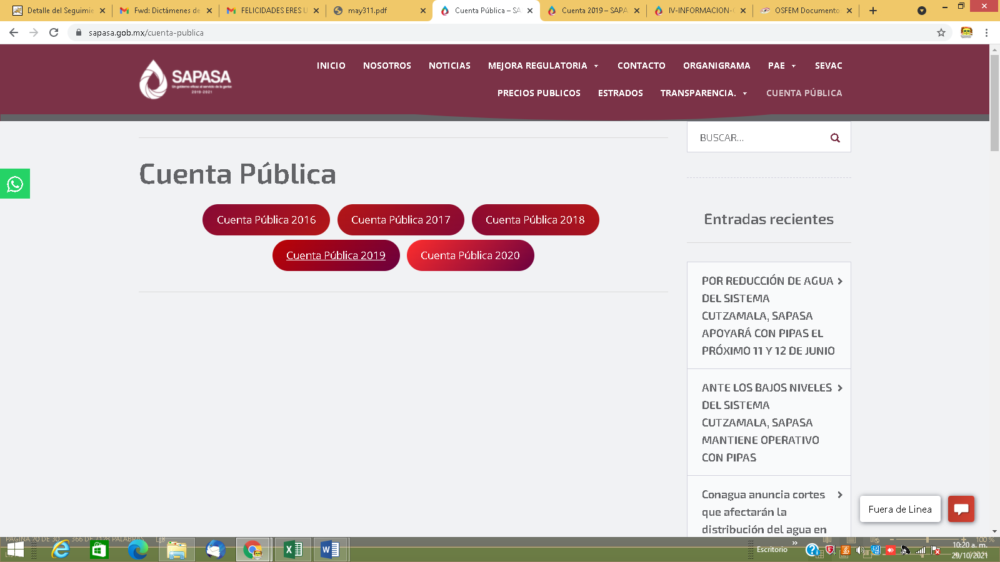 Detalle del Seguimie
Fwd: Dictámenes de
FELICIDADES ERES U
may311.pdf
Cuenta Pública – SA
Cuenta 2019 – SAPA
IV-INFORMACION-
OSFEM Documento
sapasa.gob.mx/cuenta-publica
SAPASA
Un gobierno eficaz al servicio de la gente
2019-2021
INICIO NOSOTROS NOTICIAS MEJORA REGULATORIA CONTACTO ORGANIGRAMA PAE SEVAC
PRECIOS PUBLICOS ESTRADOS TRANSPARENCIA. CUENTA PÚBLICA
BUSCAR...
Cuenta Pública
Cuenta Pública 2016 Cuenta Pública 2017 Cuenta Pública 2018
Cuenta Pública 2019 Cuenta Pública 2020
Entradas recientes
POR REDUCCIÓN DE AGUA
DEL SISTEMA
CUTZAMALA, SAPASA
APOYARÁ CON PIPAS EL
PRÓXIMO 11 Y 12 DE JUNIO
ANTE LOS BAJOS NIVELES
DEL SISTEMA
CUTZAMALA, SAPASA
MANTIENE OPERATIVO
CON PIPAS
Conagua anuncia cortes
que afectarán la
distribución del agua en
Fuera de Linea
PÁGINA 20 DE 30 366 DE 7128 PALABRAS
100 %
Escritorio
10:20 a. m.
29/10/2021